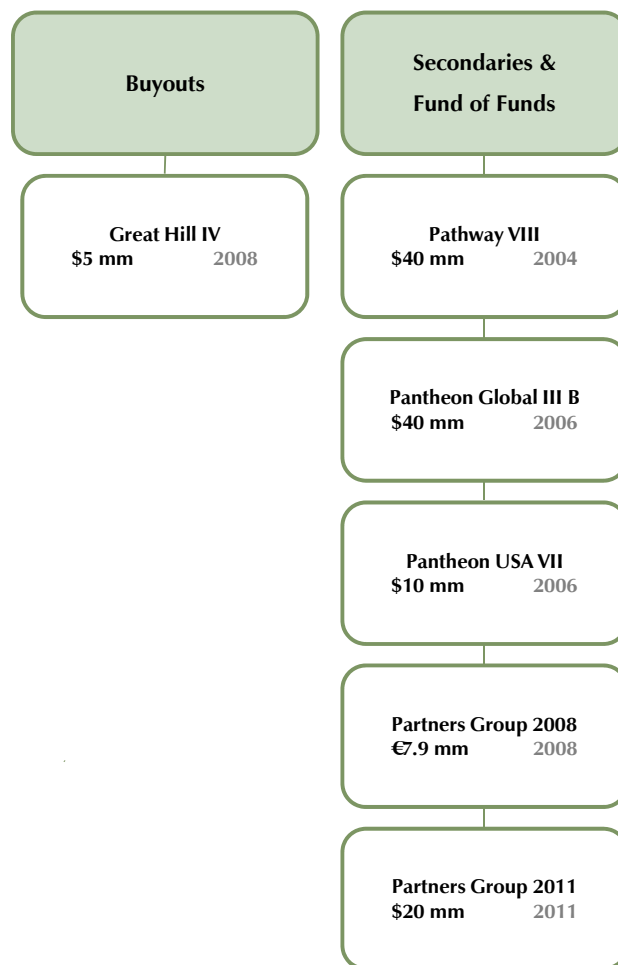 Buyouts
Great Hill IV
$5 mm 2008
Secondaries &
Fund of Funds
Pathway VIII
$40 mm 2004
Pantheon Global III B
$40 mm 2006
Pantheon USA VII
$10 mm 2006
Partners Group 2008
€7.9 mm 2008
Partners Group 2011
$20 mm 2011